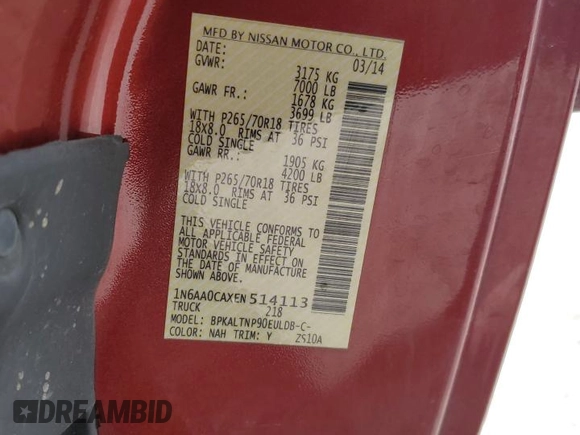 MFD BY NISSAN MOTOR CO., LTD.
DATE: 03/14
GVWR: 3175 KG
7000 LB
GAWR FR.: 1678 KG
3699 LB
WITH P265/70R18 TIRES
18X8.0 RIMS AT 36 PSI
COLD SINGLE
GAWR RR.: 1905 KG
4200 LB
WITH P265/70R18 TIRES
18X8.0 RIMS AT 36 PSI
COLD SINGLE
THIS VEHICLE CONFORMS TO
ALL APPLICABLE FEDERAL
MOTOR VEHICLE SAFETY
STANDARDS IN EFFECT ON
THE DATE OF MANUFACTURE
SHOWN ABOVE.
1N6AA0CAXEN514113
TRUCK 218
MODEL: BPKALTNP90EULDB-C-
COLOR: NAH TRIM: Y ZS10A
DREAMBID